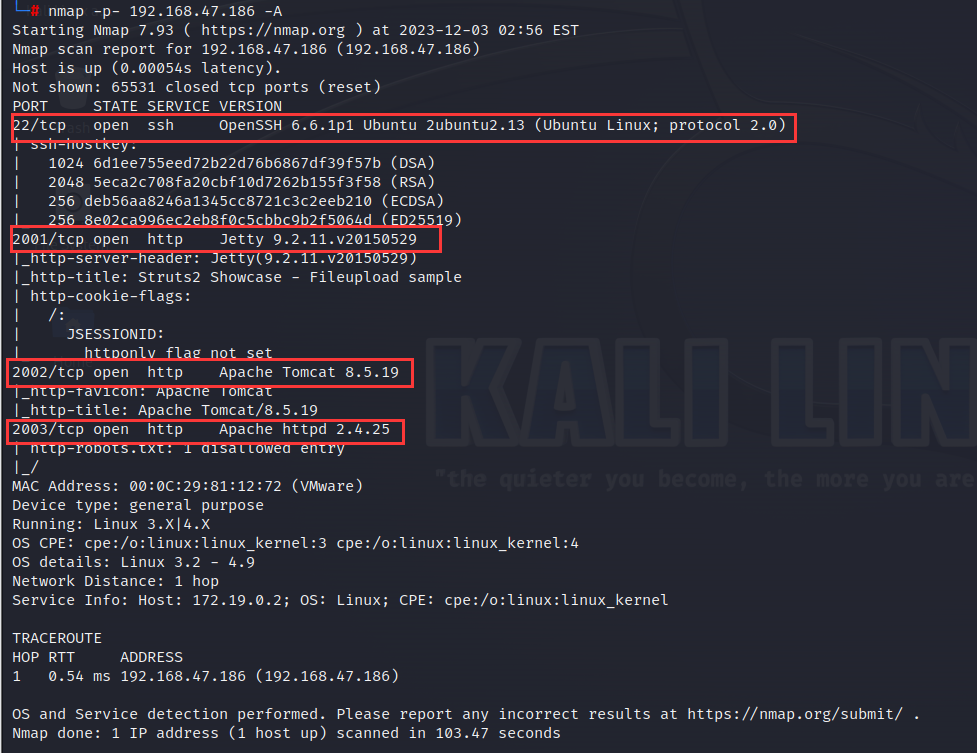 └─# nmap -p- 192.168.47.186 -A
Starting Nmap 7.93 ( https://nmap.org ) at 2023-12-03 02:56 EST
Nmap scan report for 192.168.47.186 (192.168.47.186)
Host is up (0.00054s latency).
Not shown: 65531 closed tcp ports (reset)
PORT     STATE SERVICE VERSION
22/tcp   open  ssh     OpenSSH 6.6.1p1 Ubuntu 2ubuntu2.13 (Ubuntu Linux; protocol 2.0)
| ssh-hostkey:
|   1024 6d1ee755eed72b22d76b6867df39f57b (DSA)
|   2048 5eca2c708fa20cbf10d7262b155f3f58 (RSA)
|   256 deb56aa8246a1345cc8721c3c2eeb210 (ECDSA)
|   256 8e02ca996ec2eb8f0c5cbbc9b2f5064d (ED25519)
2001/tcp open  http    Jetty 9.2.11.v20150529
|_http-server-header: Jetty(9.2.11.v20150529)
|_http-title: Struts2 Showcase - Fileupload sample
| http-cookie-flags:
|   /:
|     JSESSIONID:
|       httponly flag not set
2002/tcp open  http    Apache Tomcat 8.5.19
|_http-favicon: Apache Tomcat
|_http-title: Apache Tomcat/8.5.19
2003/tcp open  http    Apache httpd 2.4.25
| http-robots.txt: 1 disallowed entry
|_/
MAC Address: 00:0C:29:81:12:72 (VMware)
Device type: general purpose
Running: Linux 3.X|4.X
OS CPE: cpe:/o:linux:linux_kernel:3 cpe:/o:linux:linux_kernel:4
OS details: Linux 3.2 - 4.9
Network Distance: 1 hop
Service Info: Host: 172.19.0.2; OS: Linux; CPE: cpe:/o:linux:linux_kernel
TRACEROUTE
HOP RTT     ADDRESS
1   0.54 ms 192.168.47.186 (192.168.47.186)
OS and Service detection performed. Please report any incorrect results at https://nmap.org/submit/ .
Nmap done: 1 IP address (1 host up) scanned in 103.47 seconds
KALI LIN
"the quieter you become, the more you are